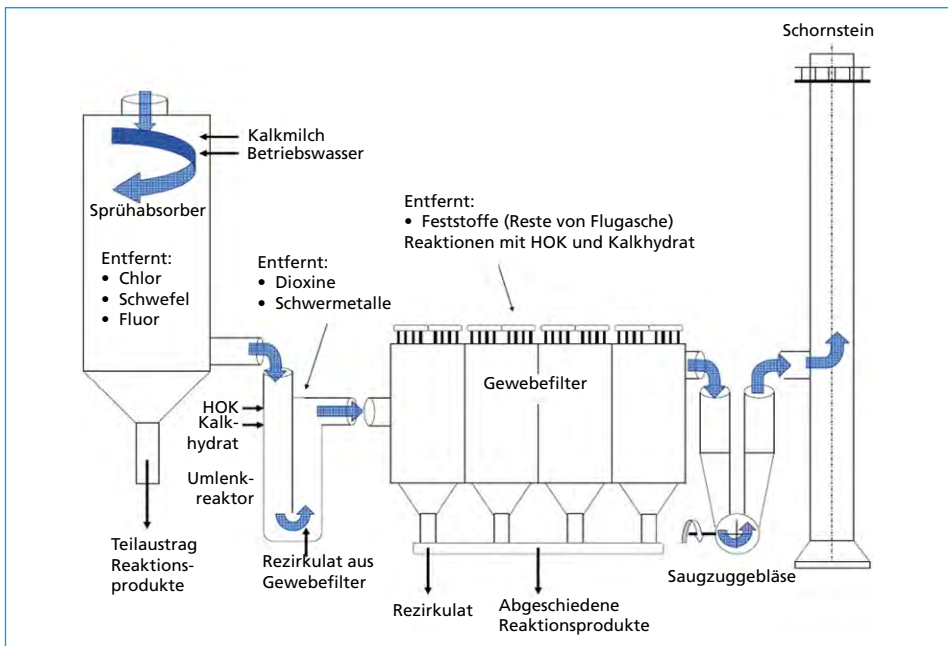 Schornstein
Kalkmilch
Betriebswasser
Sprühabsorber
Entfernt:
• Chlor
• Schwefel
• Fluor
Entfernt:
• Dioxine
• Schwermetalle
Entfernt:
• Feststoffe (Reste von Flugasche)
Reaktionen mit HOK und Kalkhydrat
Gewebefilter
HOK
Kalk-
hydrat
Umlenk-
reaktor
Teilaustrag
Reaktions-
produkte
Rezirkulat aus
Gewebefilter
Rezirkulat
Abgeschiedene
Reaktionsprodukte
Saugzuggebläse